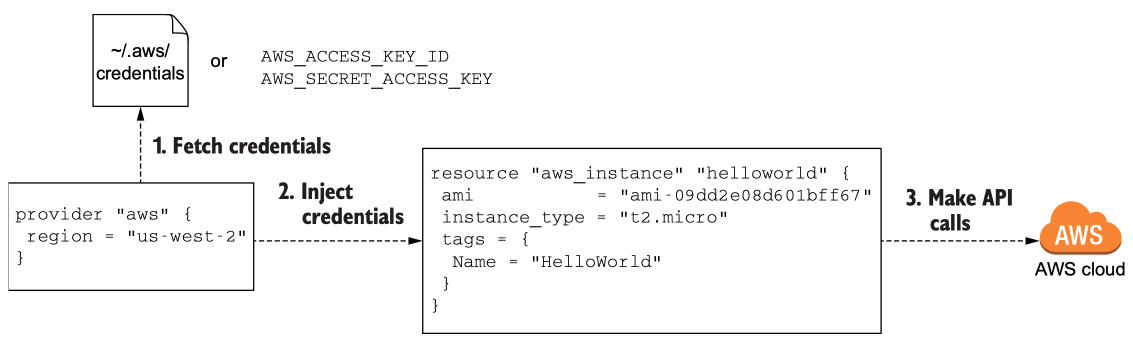 ~/.aws/
credentials
or
AWS_ACCESS_KEY_ID
AWS_SECRET_ACCESS_KEY
1. Fetch credentials
provider "aws" {
 region = "us-west-2"
}
2. Inject
credentials
resource "aws_instance" "helloworld" {
 ami           = "ami-09dd2e08d601bff67"
 instance_type = "t2.micro"
 tags = {
  Name = "HelloWorld"
 }
}
3. Make API
calls
AWS
AWS cloud